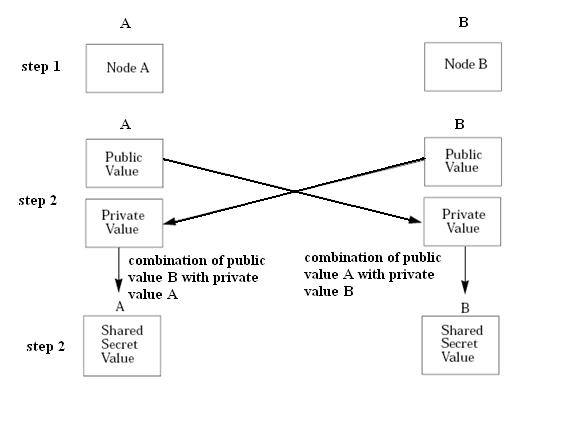 A B
step 1
Node A Node B
A B
step 2
Public
Value
Public
Value
Private
Value
Private
Value
combination of public
value B with private
value A
combination of public
value A with private
value B
A B
step 2
Shared
Secret
Value
Shared
Secret
Value